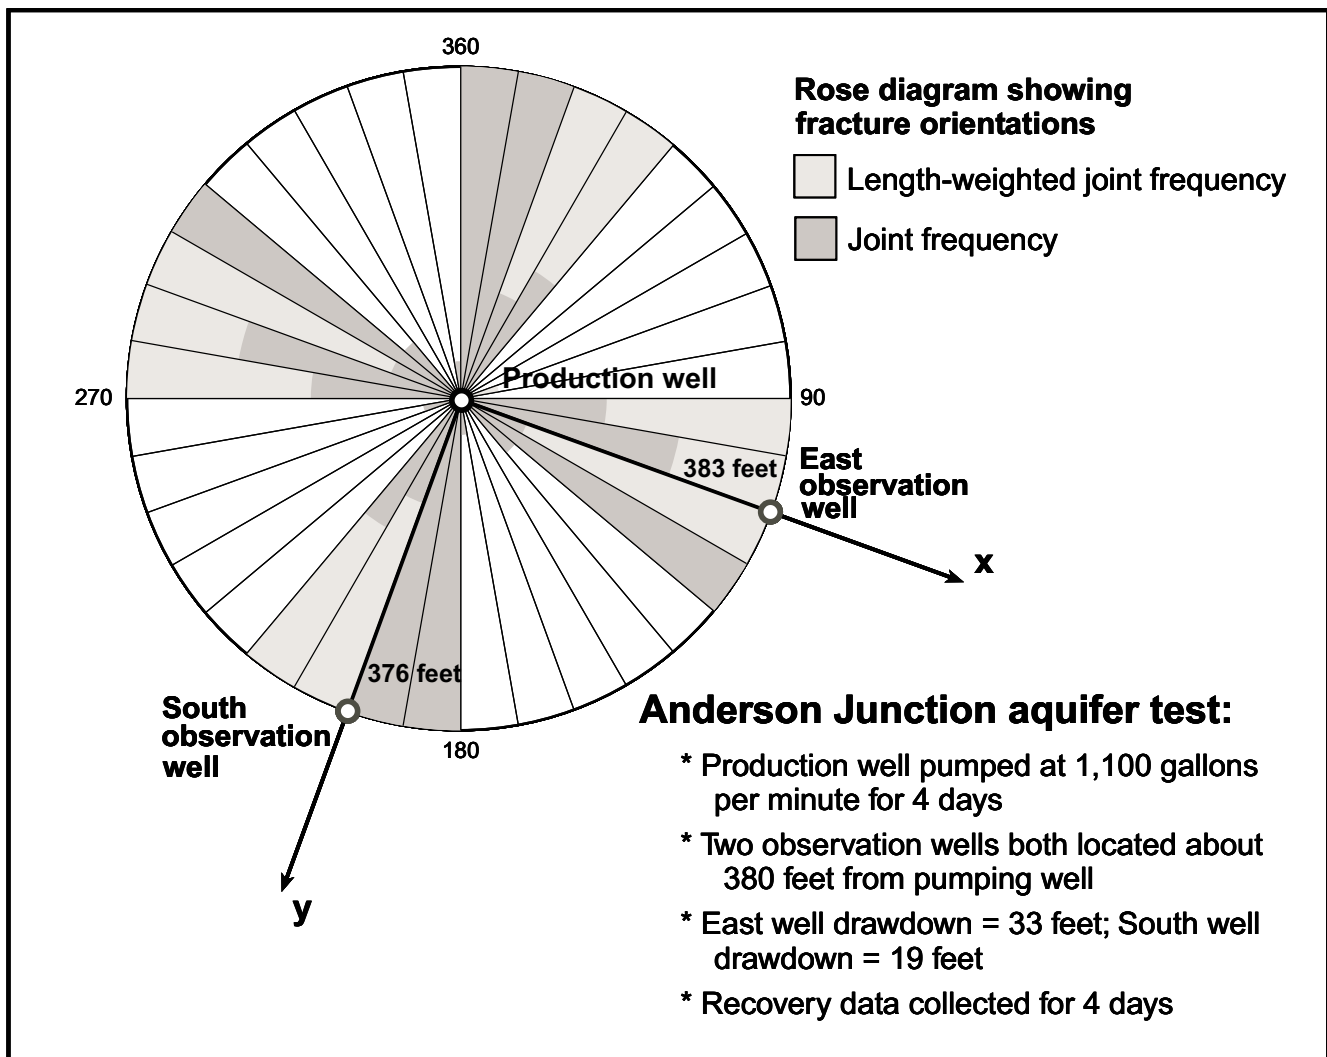 360
Rose diagram showing
fracture orientations
Length-weighted joint frequency
Joint frequency
Production well
270
90
383 feet
East
observation
well
x
376 feet
South
observation
well
180
y
Anderson Junction aquifer test:
* Production well pumped at 1,100 gallons
per minute for 4 days
* Two observation wells both located about
380 feet from pumping well
* East well drawdown = 33 feet; South well
drawdown = 19 feet
* Recovery data collected for 4 days